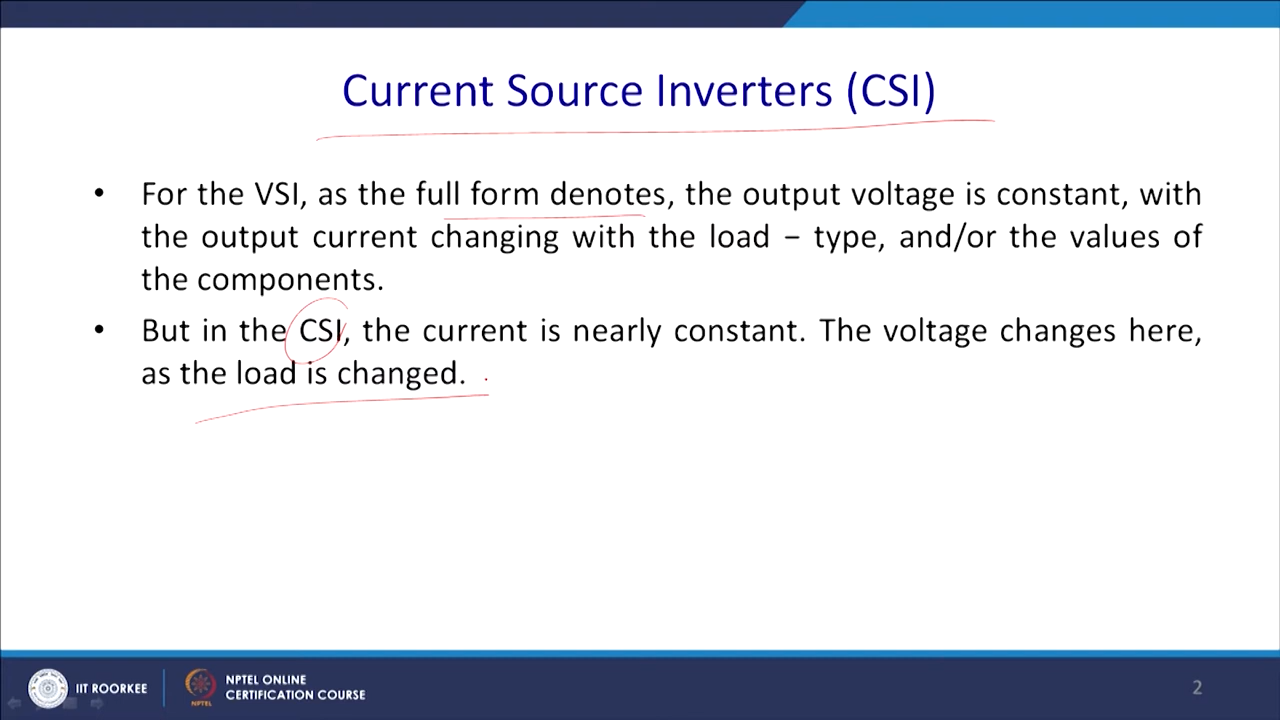 Current Source Inverters (CSI)
• For the VSI, as the full form denotes, the output voltage is constant, with
the output current changing with the load – type, and/or the values of
the components.
• But in the CSI, the current is nearly constant. The voltage changes here,
as the load is changed.
IIT ROORKEE
NPTEL
NPTEL ONLINE
CERTIFICATION COURSE
2